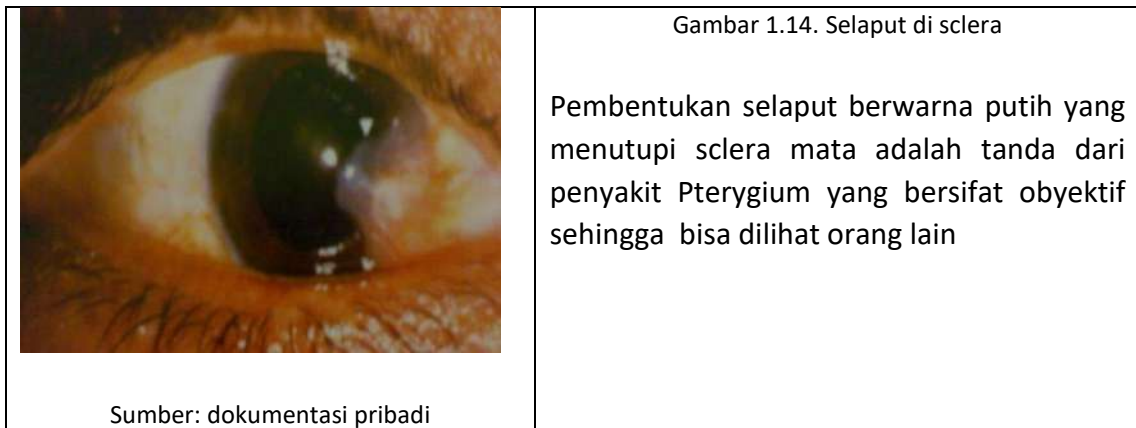 Sumber: dokumentasi pribadi
Gambar 1.14. Selaput di sclera
Pembentukan selaput berwarna putih yang
menutupi sclera mata adalah tanda dari
penyakit Pterygium yang bersifat obyektif
sehingga bisa dilihat orang lain